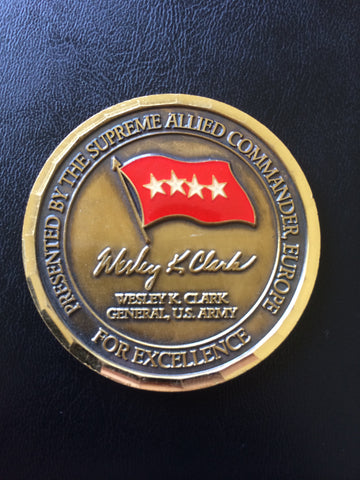 PRESENTED BY THE SUPREME ALLIED COMMANDER, EUROPE
Wesley K. Clark
WESLEY K. CLARK
GENERAL, U.S. ARMY
FOR EXCELLENCE